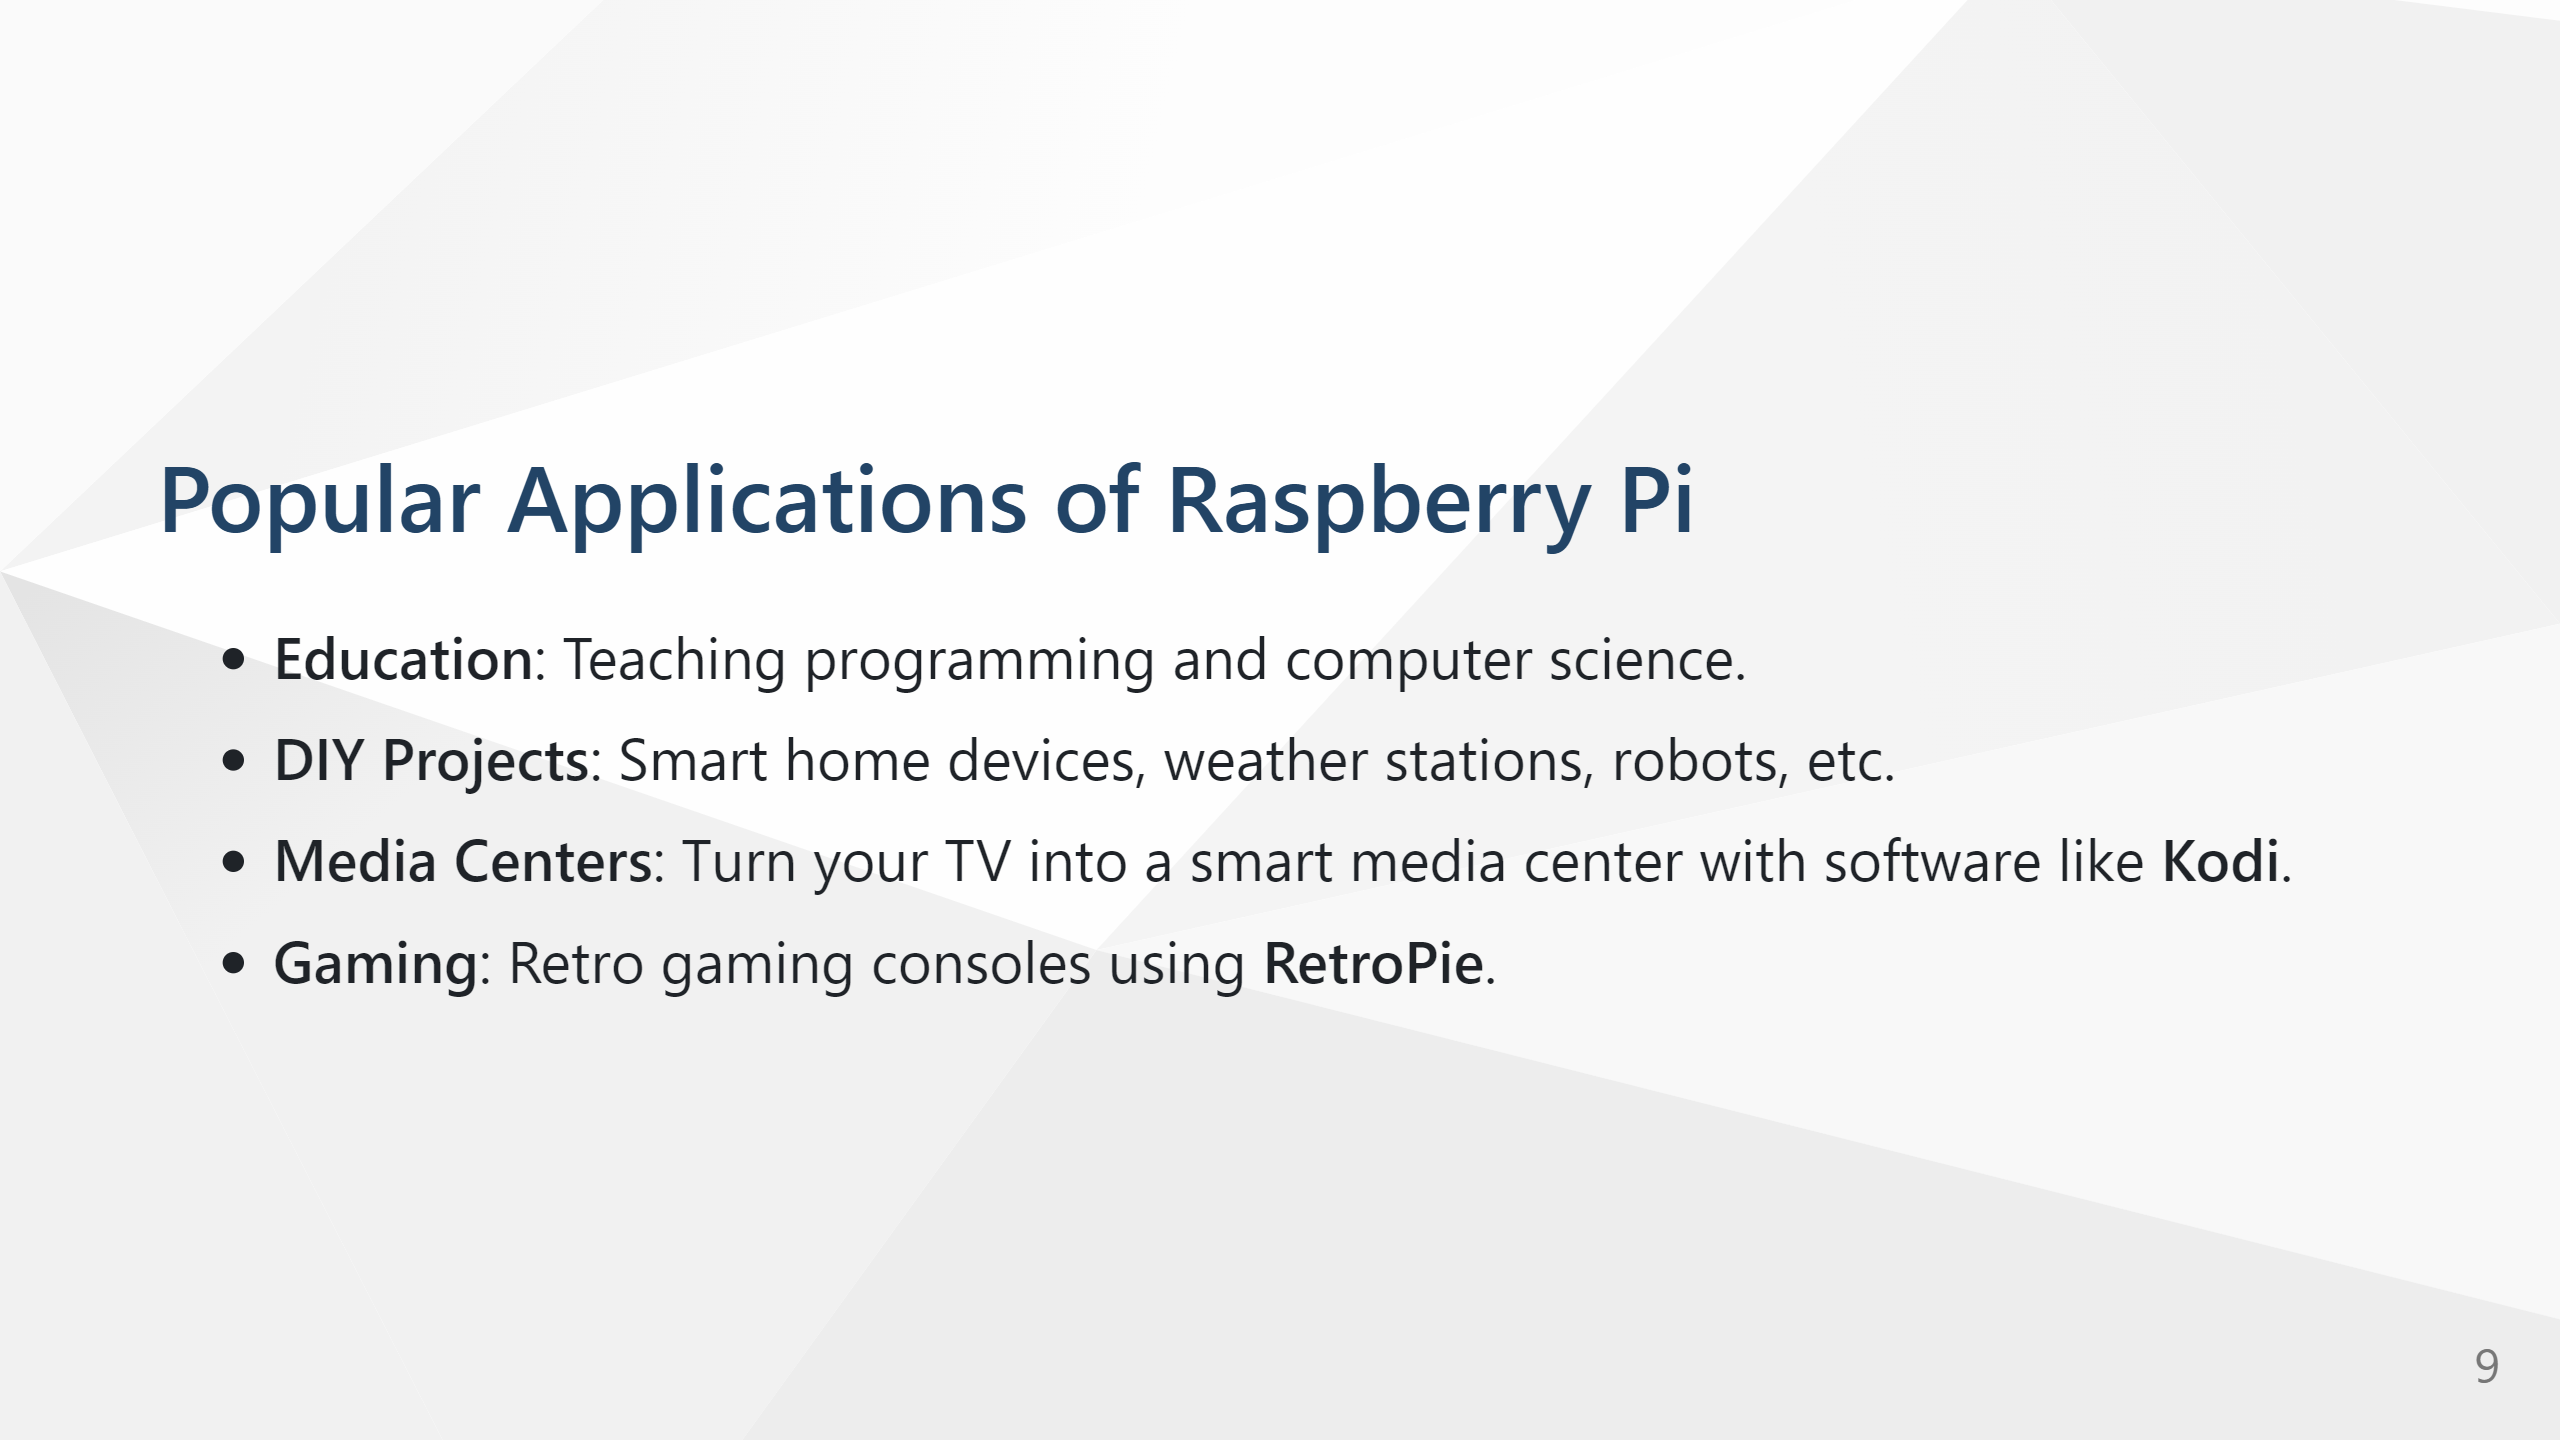 Popular Applications of Raspberry Pi
• Education: Teaching programming and computer science.
• DIY Projects: Smart home devices, weather stations, robots, etc.
• Media Centers: Turn your TV into a smart media center with software like Kodi.
• Gaming: Retro gaming consoles using RetroPie.
9